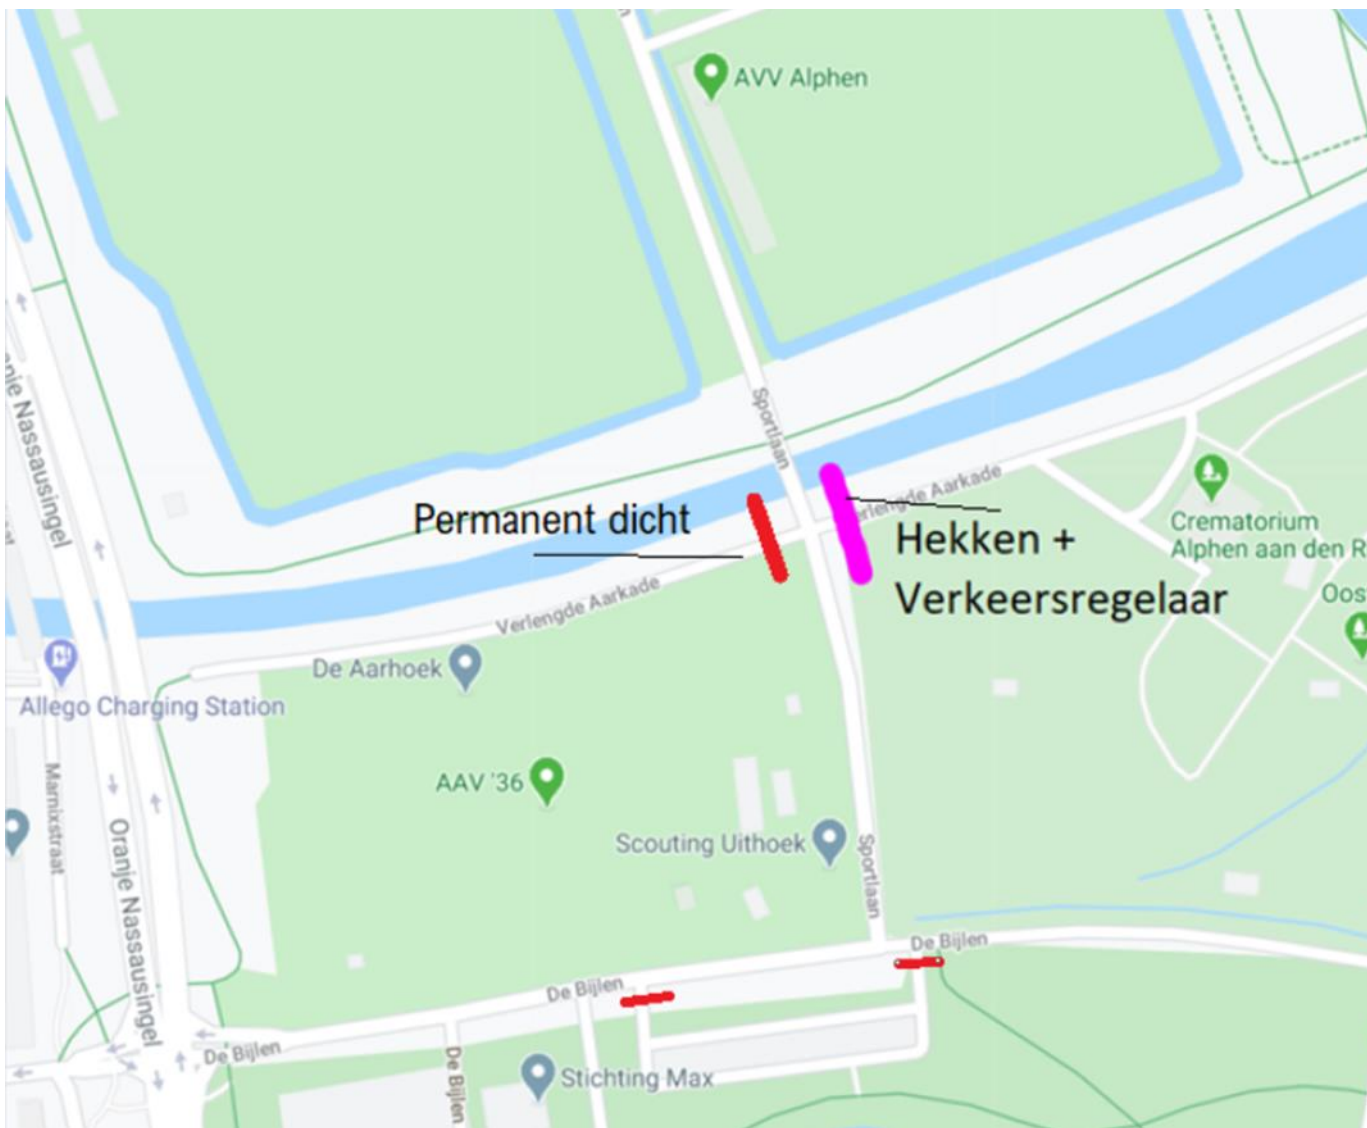 AVV Alphen
Oranje Nassausingel
Sportlaan
Permanent dicht
Verlengde Aarkade
Hekken +
Verkeersregelaar
Crematorium
Alphen aan den R
Oos
Verlengde Aarkade
De Aarhoek
Allego Charging Station
AAV '36
Marnixstraat
Oranje Nassausingel
Scouting Uithoek
Sportlaan
De Bijlen
De Bijlen
De Bijlen
De Bijlen
Stichting Max